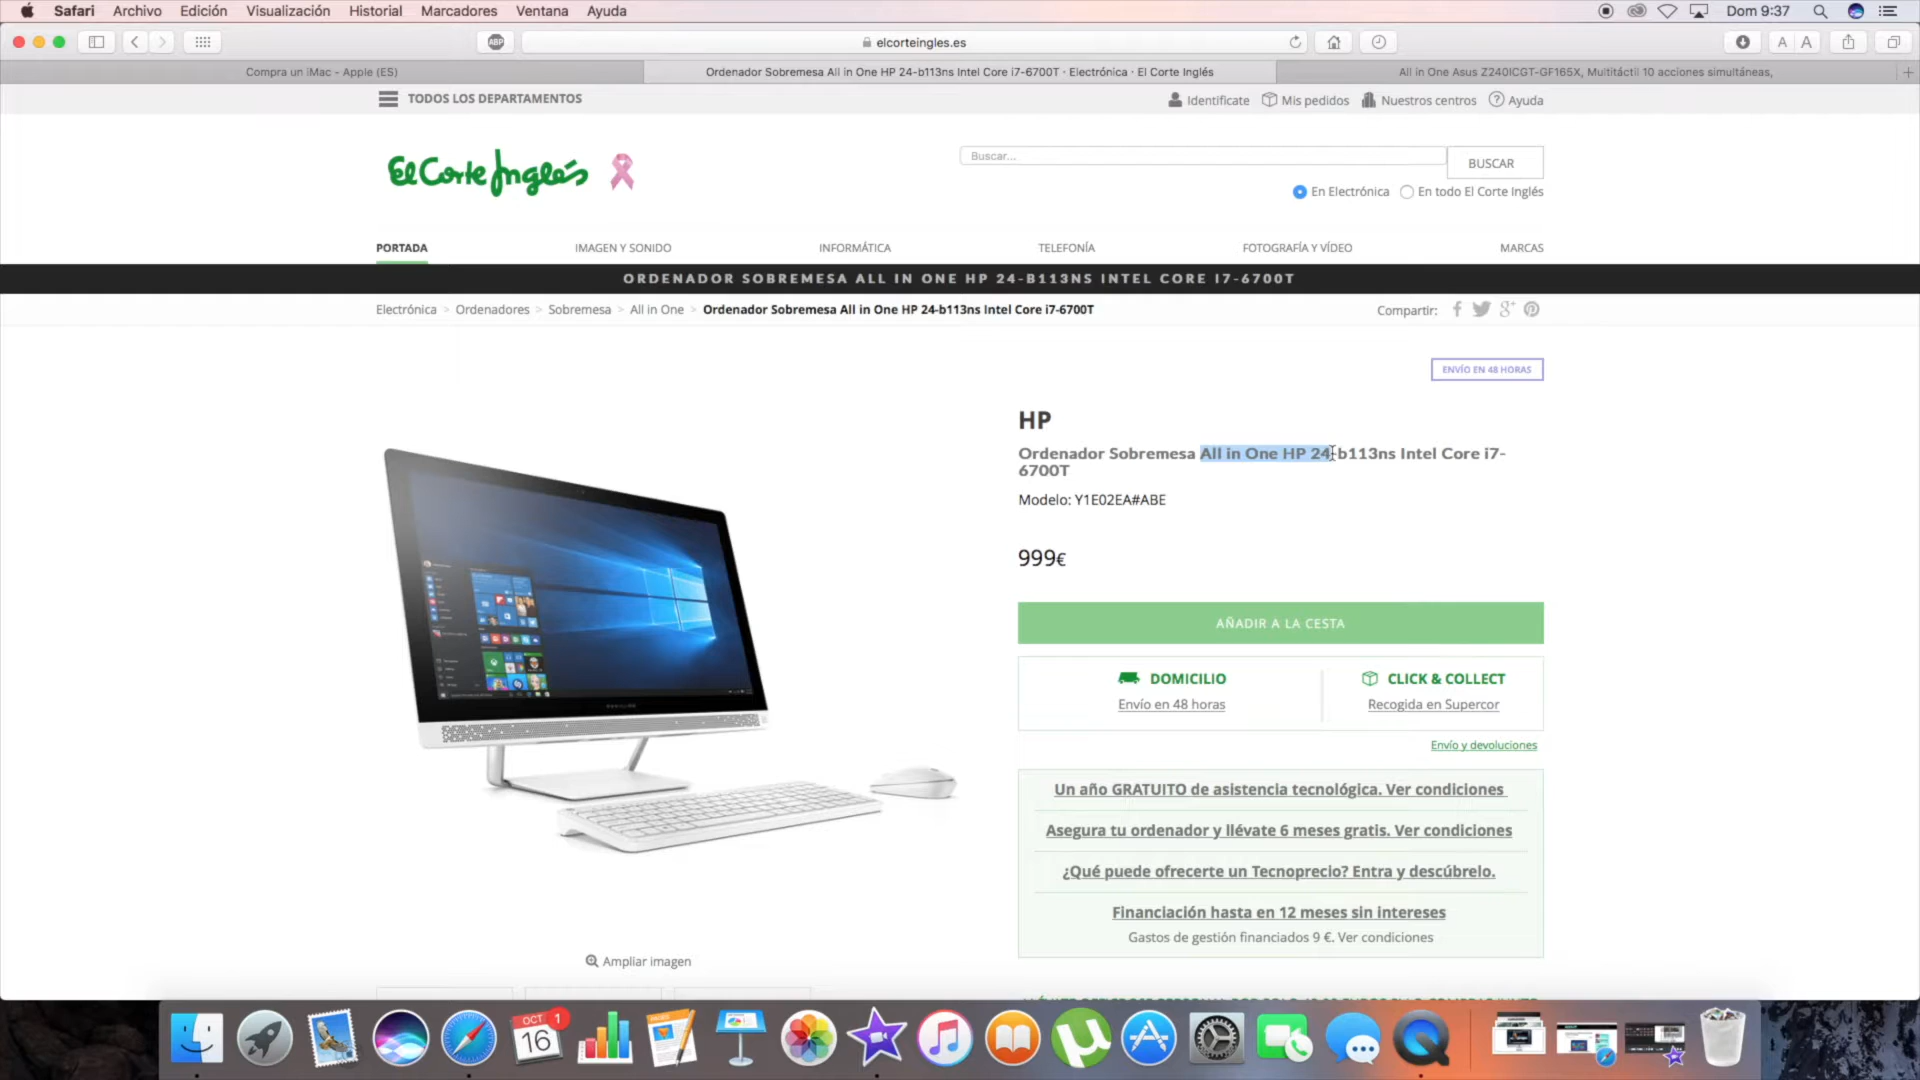 Safari Archivo Edición Visualización Historial Marcadores Ventana Ayuda Dom 9:37
ABP elcorteingles.es A A
Compra un iMac - Apple (ES) Ordenador Sobremesa All in One HP 24-b113ns Intel Core i7-6700T · Electrónica · El Corte Inglés All in One Asus Z240ICGT-GF165X, Multitáctil 10 acciones simultáneas,
TODOS LOS DEPARTAMENTOS Identifícate Mis pedidos Nuestros centros Ayuda
El Corte Inglés
Buscar... BUSCAR
En Electrónica En todo El Corte Inglés
PORTADA IMAGEN Y SONIDO INFORMÁTICA TELEFONÍA FOTOGRAFÍA Y VÍDEO MARCAS
ORDENADOR SOBREMESA ALL IN ONE HP 24-B113NS INTEL CORE I7-6700T
Electrónica > Ordenadores > Sobremesa > All in One > Ordenador Sobremesa All in One HP 24-b113ns Intel Core i7-6700T Compartir:
ENVÍO EN 48 HORAS
HP
Ordenador Sobremesa All in One HP 24-b113ns Intel Core i7-
6700T
Modelo: Y1E02EA#ABE
999€
AÑADIR A LA CESTA
DOMICILIO CLICK & COLLECT
Envío en 48 horas Recogida en Supercor
Envío y devoluciones
Un año GRATUITO de asistencia tecnológica. Ver condiciones
Asegura tu ordenador y llévate 6 meses gratis. Ver condiciones
¿Qué puede ofrecerte un Tecnoprecio? Entra y descúbrelo.
Financiación hasta en 12 meses sin intereses
Gastos de gestión financiados 9 €. Ver condiciones
Ampliar imagen
OCT 1
16